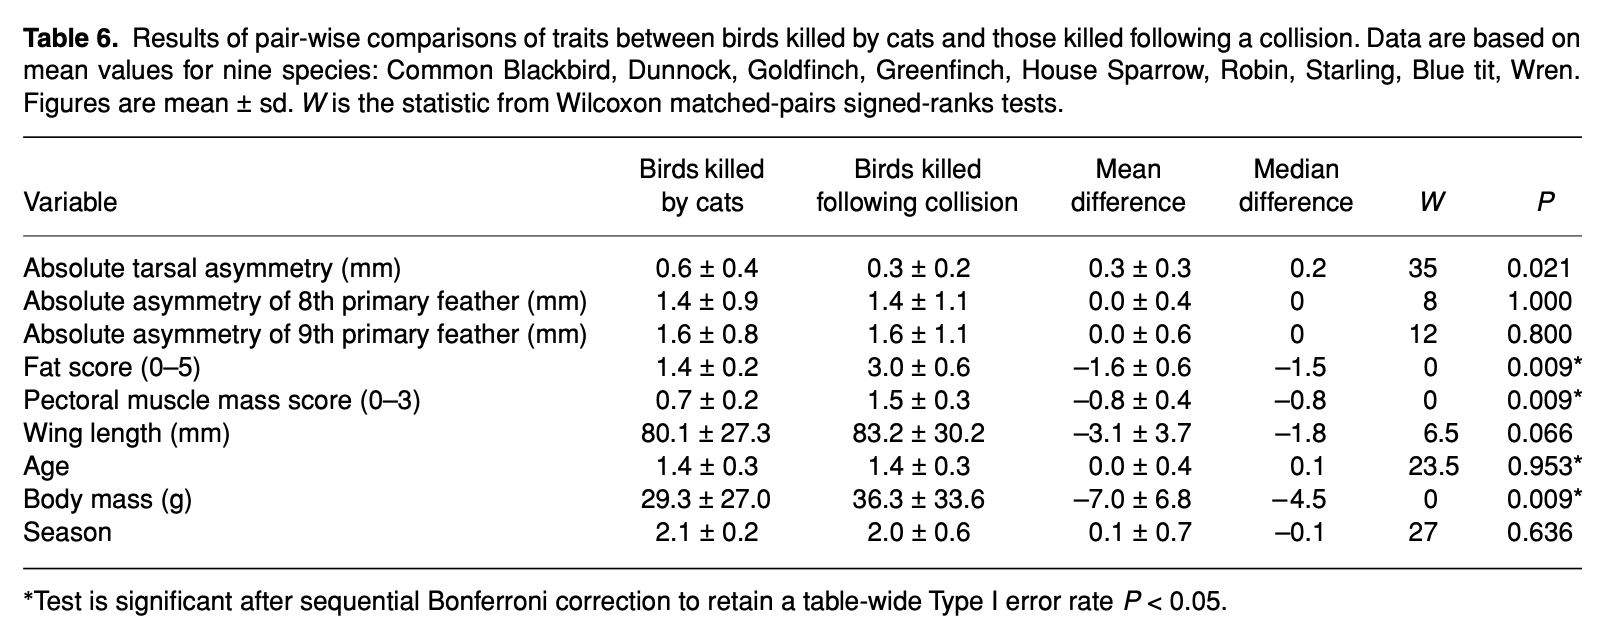 Table 6. Results of pair-wise comparisons of traits between birds killed by cats and those killed following a collision. Data are based on
mean values for nine species: Common Blackbird, Dunnock, Goldfinch, Greenfinch, House Sparrow, Robin, Starling, Blue tit, Wren.
Figures are mean ± sd. W is the statistic from Wilcoxon matched-pairs signed-ranks tests.
Birds killed Birds killed Mean Median
Variable by cats following collision difference difference W P
Absolute tarsal asymmetry (mm) 0.6 ± 0.4 0.3 ± 0.2 0.3 ± 0.3 0.2 35 0.021
Absolute asymmetry of 8th primary feather (mm) 1.4 ± 0.9 1.4 ± 1.1 0.0 ± 0.4 0 8 1.000
Absolute asymmetry of 9th primary feather (mm) 1.6 ± 0.8 1.6 ± 1.1 0.0 ± 0.6 0 12 0.800
Fat score (0–5) 1.4 ± 0.2 3.0 ± 0.6 –1.6 ± 0.6 –1.5 0 0.009*
Pectoral muscle mass score (0–3) 0.7 ± 0.2 1.5 ± 0.3 –0.8 ± 0.4 –0.8 0 0.009*
Wing length (mm) 80.1 ± 27.3 83.2 ± 30.2 –3.1 ± 3.7 –1.8 6.5 0.066
Age 1.4 ± 0.3 1.4 ± 0.3 0.0 ± 0.4 0.1 23.5 0.953*
Body mass (g) 29.3 ± 27.0 36.3 ± 33.6 –7.0 ± 6.8 –4.5 0 0.009*
Season 2.1 ± 0.2 2.0 ± 0.6 0.1 ± 0.7 –0.1 27 0.636
*Test is significant after sequential Bonferroni correction to retain a table-wide Type I error rate P < 0.05.